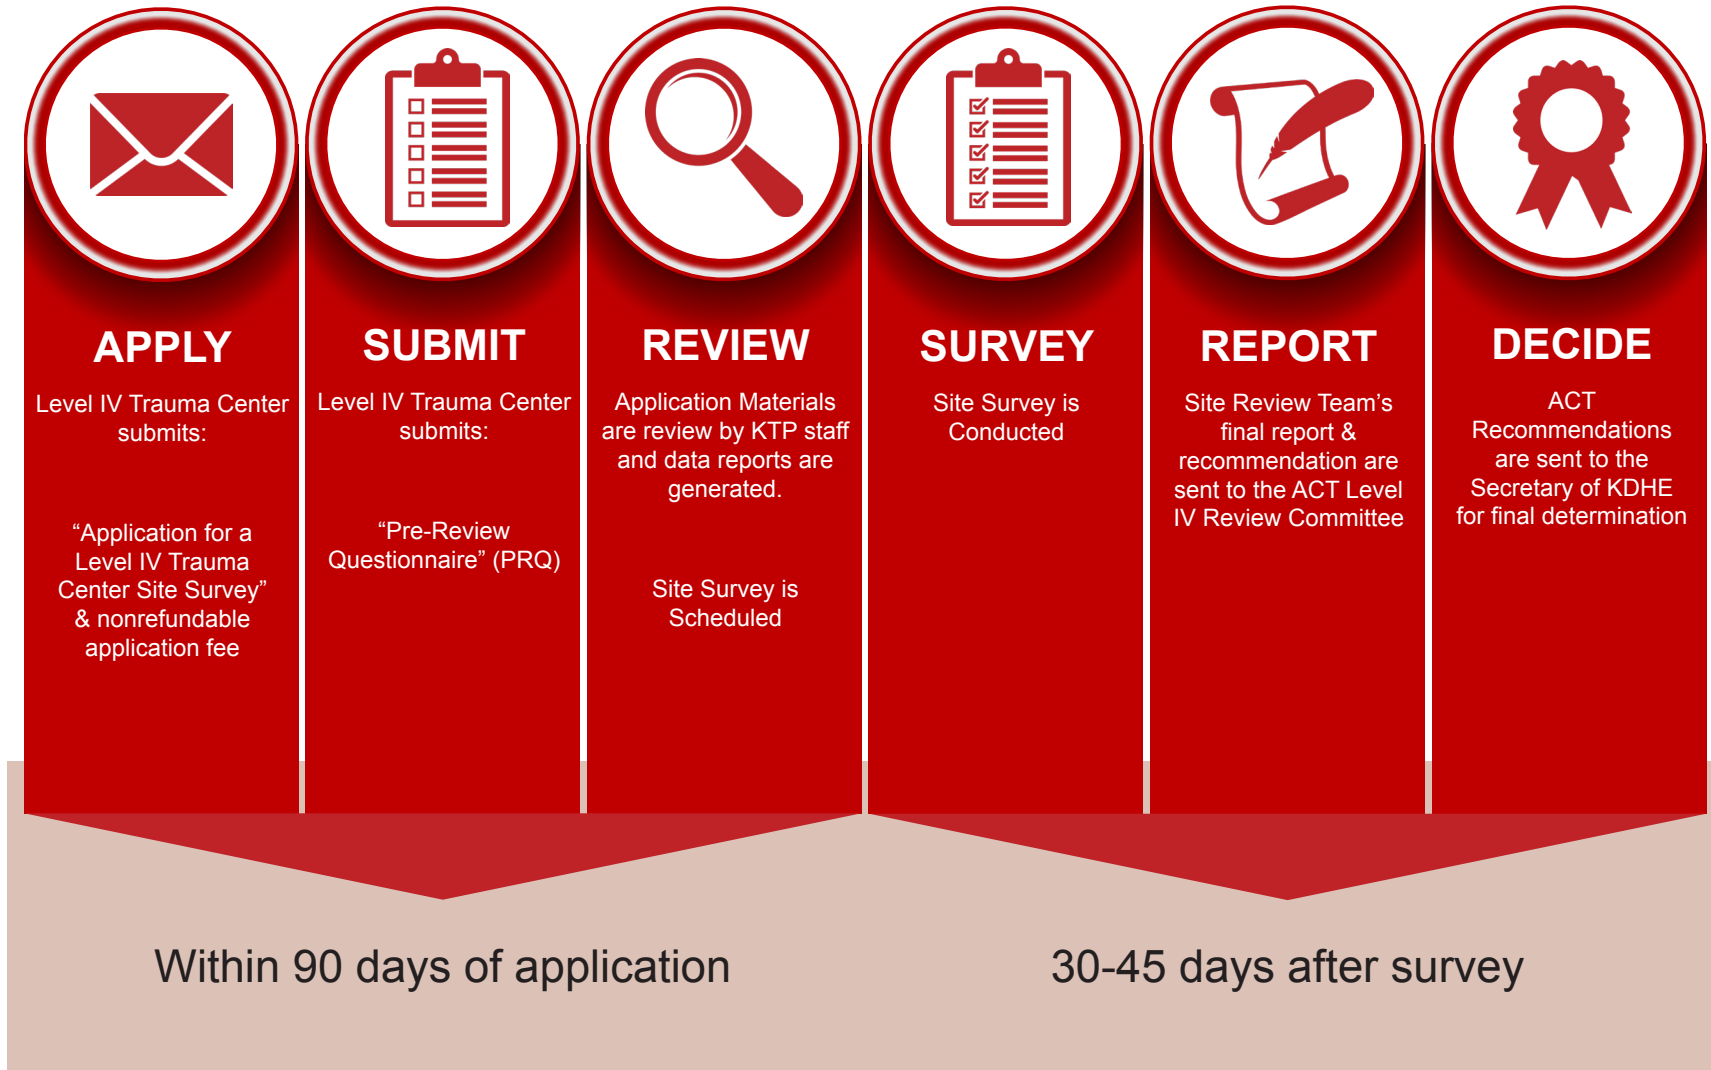 APPLY
Level IV Trauma Center
submits:
“Application for a
Level IV Trauma
Center Site Survey”
& nonrefundable
application fee
SUBMIT
Level IV Trauma Center
submits:
“Pre-Review
Questionnaire” (PRQ)
REVIEW
Application Materials
are review by KTP staff
and data reports are
generated.
Site Survey is
Scheduled
SURVEY
Site Survey is
Conducted
REPORT
Site Review Team’s
final report &
recommendation are
sent to the ACT Level
IV Review Committee
DECIDE
ACT
Recommendations
are sent to the
Secretary of KDHE
for final determination
Within 90 days of application
30-45 days after survey